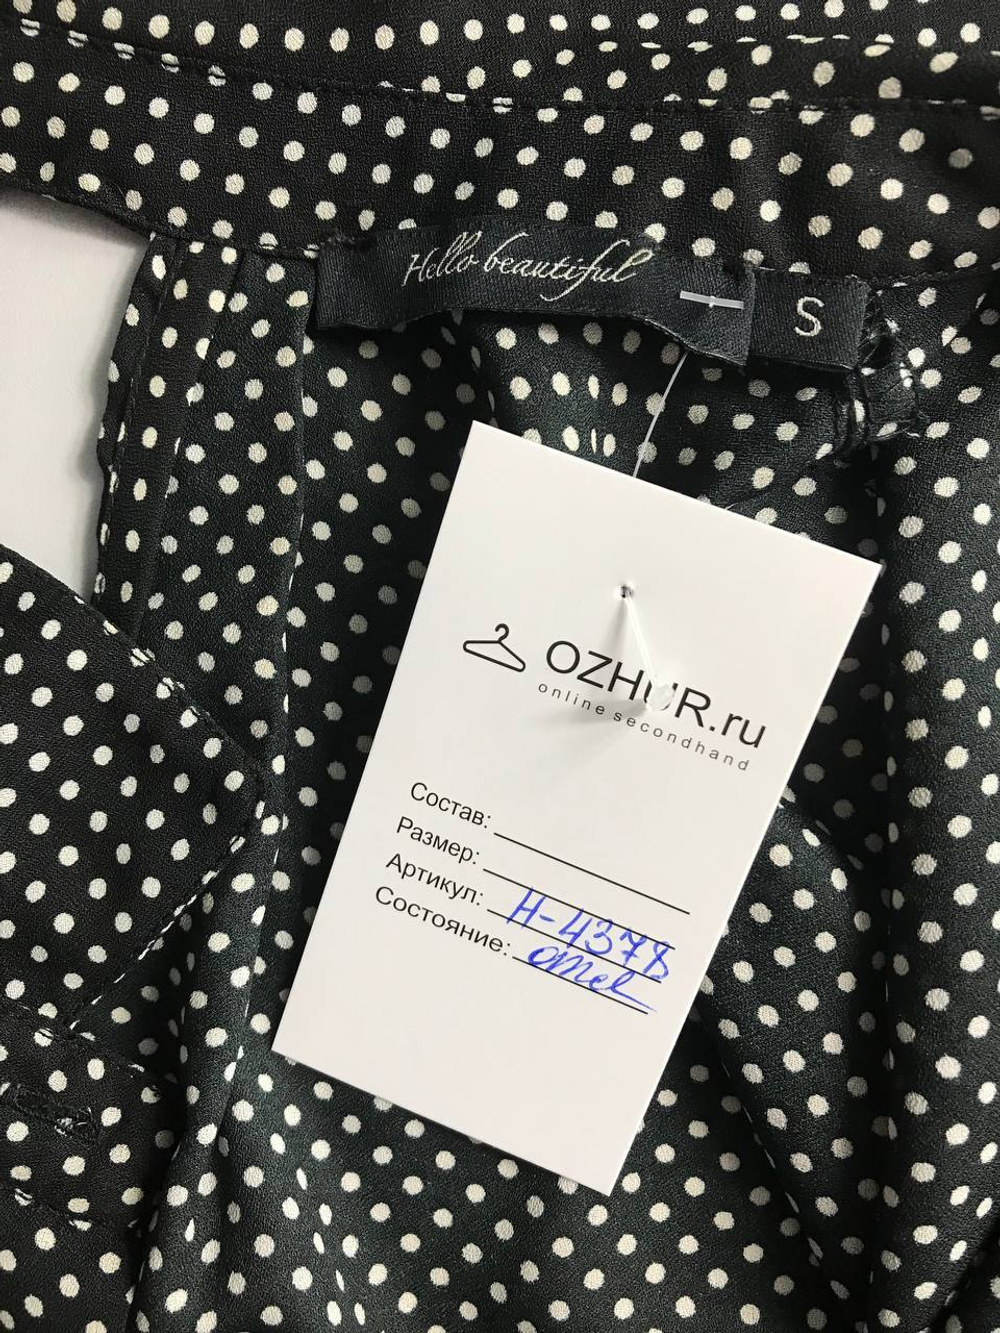 Hello beautiful
S
OZHUR.ru
online secondhand
Состав:
Размер:
Артикул: Н-4378
Состояние: отл